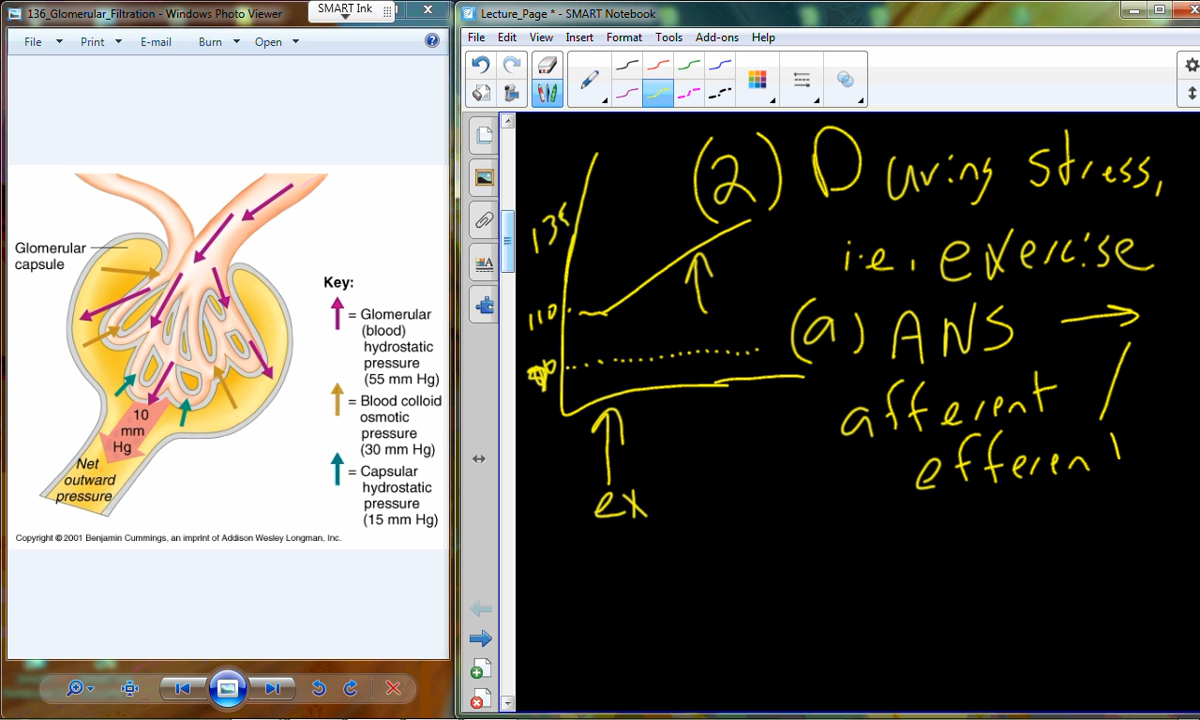 136_Glomerular_Filtration - Windows Photo Viewer
SMART Ink
File Print E-mail Burn Open
Glomerular
capsule
10
mm
Hg
Net
outward
pressure
Key:
= Glomerular
(blood)
hydrostatic
pressure
(55 mm Hg)
= Blood colloid
osmotic
pressure
(30 mm Hg)
= Capsular
hydrostatic
pressure
(15 mm Hg)
Copyright © 2001 Benjamin Cummings, an imprint of Addison Wesley Longman, Inc.
Lecture_Page * - SMART Notebook
File Edit View Insert Format Tools Add-ons Help
(2) During stress,
i.e. exercise
(a) ANS →
afferent /
efferent
135
110
ex